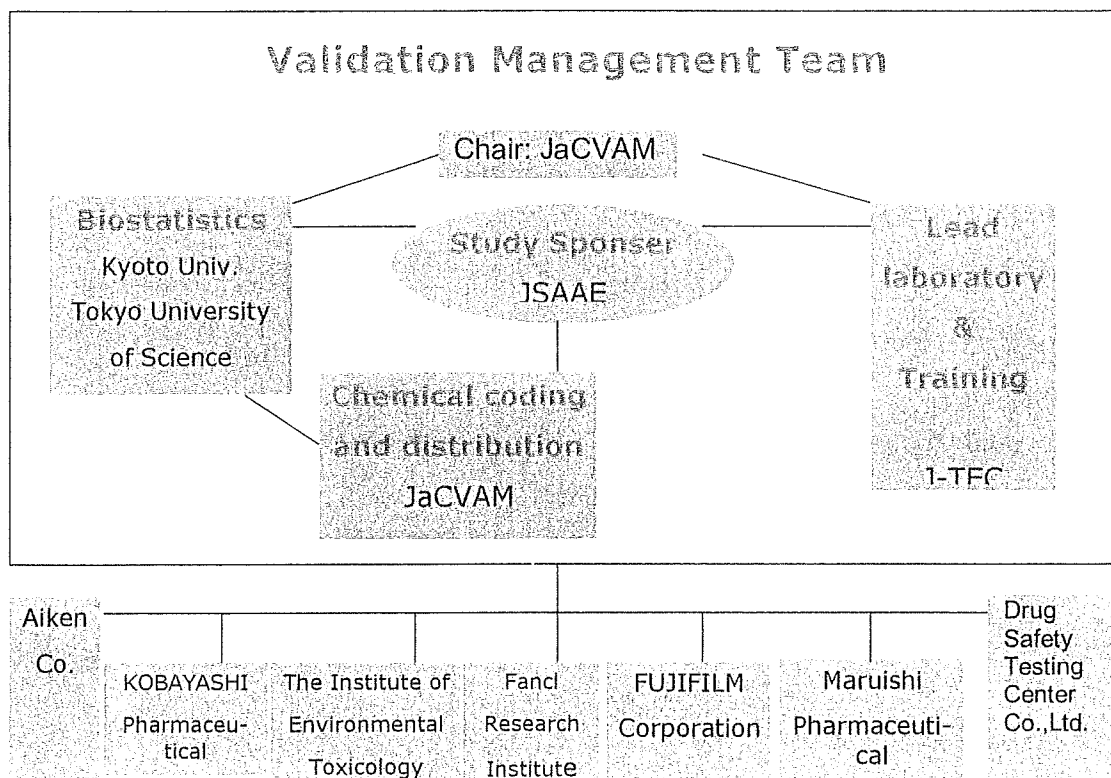 Validation Management Team
Chair: JaCVAM
Biostatistics
Kyoto Univ.
Tokyo University
of Science
Study Sponser
JSAAE
Lead
laboratory
&
Training
Chemical coding
and distribution
JaCVAM
Aiken
Co.
KOBAYASHI
Pharmaceu-
tical
The Institute of
Environmental
Toxicology
Fancl
Research
Institute
FUJIFILM
Corporation
Maruishi
Pharmaceuti-
cal
Drug
Safety
Testing
Center
Co.,Ltd.